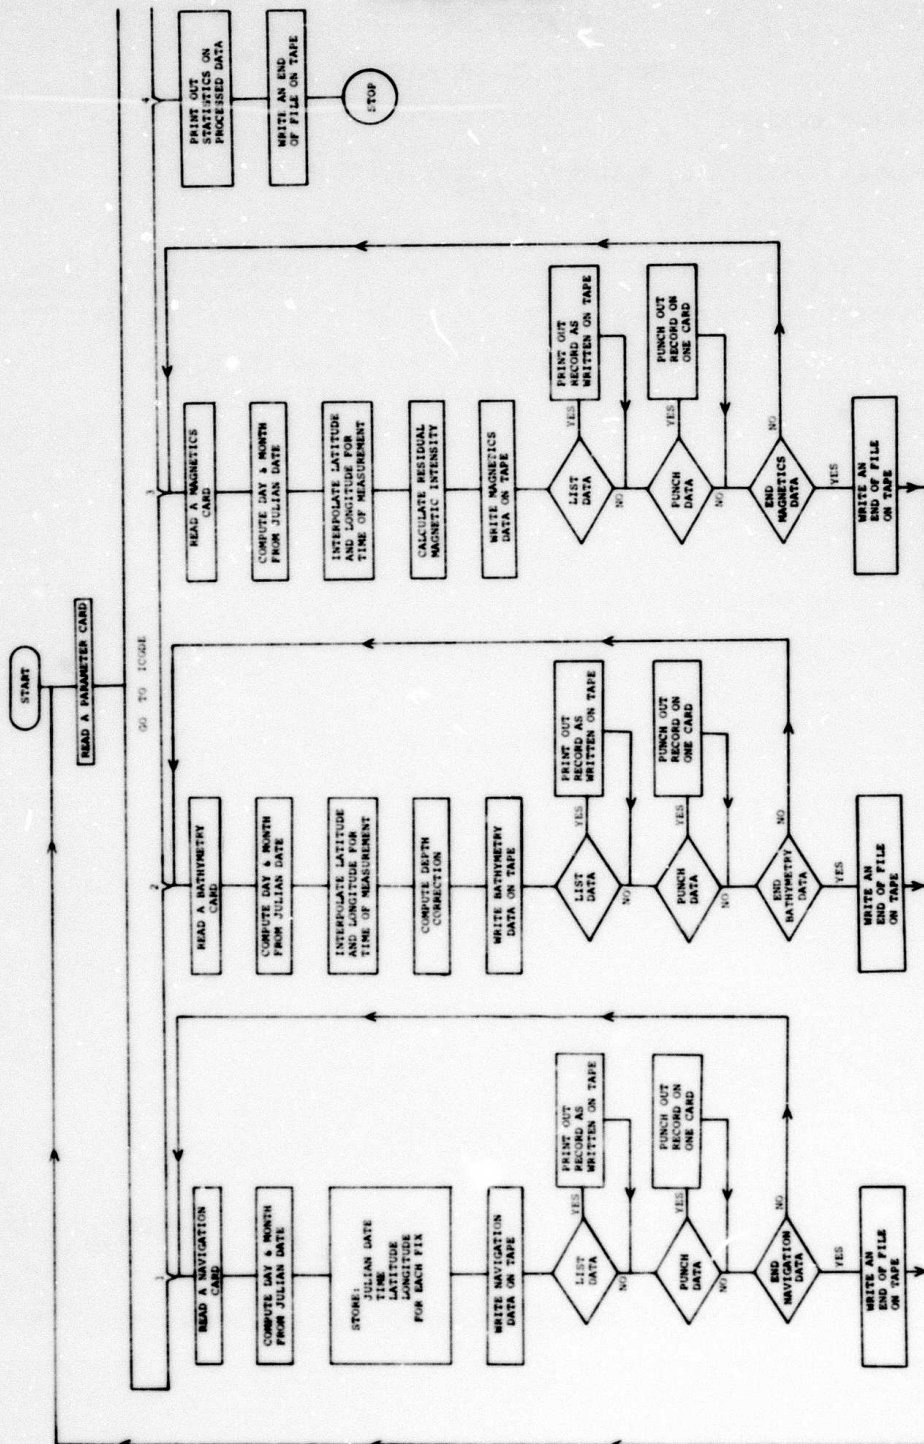 START
READ A PARAMETER CARD
GO TO ICODE
1
READ A NAVIGATION
CARD
COMPUTE DAY & MONTH
FROM JULIAN DATE
STORE:
JULIAN DATE
TIME
LATITUDE
LONGITUDE
FOR EACH FIX
WRITE NAVIGATION
DATA ON TAPE
LIST
DATA
YES
PRINT OUT
RECORD AS
WRITTEN ON TAPE
NO
PUNCH
DATA
YES
PUNCH OUT
RECORD ON
ONE CARD
NO
END
NAVIGATION
DATA
NO
YES
WRITE AN
END OF FILE
ON TAPE
2
READ A BATHYMETRY
CARD
COMPUTE DAY & MONTH
FROM JULIAN DATE
INTERPOLATE LATITUDE
AND LONGITUDE FOR
TIME OF MEASUREMENT
COMPUTE DEPTH
CORRECTION
WRITE BATHYMETRY
DATA ON TAPE
LIST
DATA
YES
PRINT OUT
RECORD AS
WRITTEN ON TAPE
NO
PUNCH
DATA
YES
PUNCH OUT
RECORD ON
ONE CARD
NO
END
BATHYMETRY
DATA
NO
YES
WRITE AN
END OF FILE
ON TAPE
3
READ A MAGNETICS
CARD
COMPUTE DAY & MONTH
FROM JULIAN DATE
INTERPOLATE LATITUDE
AND LONGITUDE FOR
TIME OF MEASUREMENT
CALCULATE RESIDUAL
MAGNETIC INTENSITY
WRITE MAGNETICS
DATA ON TAPE
LIST
DATA
YES
PRINT OUT
RECORD AS
WRITTEN ON TAPE
NO
PUNCH
DATA
YES
PUNCH OUT
RECORD ON
ONE CARD
NO
END
MAGNETICS
DATA
NO
YES
WRITE AN
END OF FILE
ON TAPE
4
PRINT OUT
STATISTICS ON
PROCESSED DATA
WRITE AN END
OF FILE ON TAPE
STOP